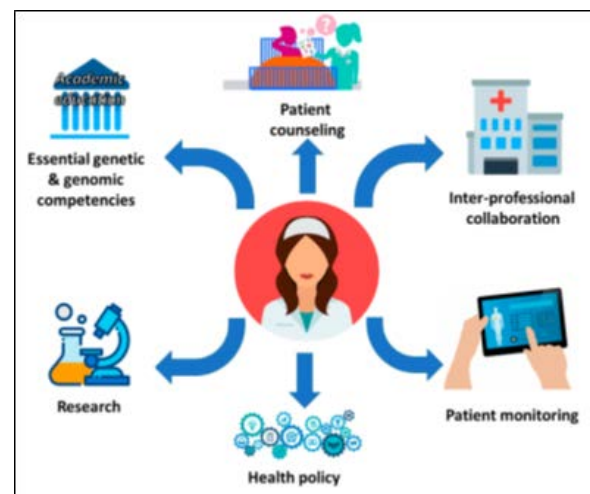 Academic
Essential genetic
& genomic
competencies
?
Patient
counseling
Inter-professional
collaboration
Research
Health policy
Patient monitoring